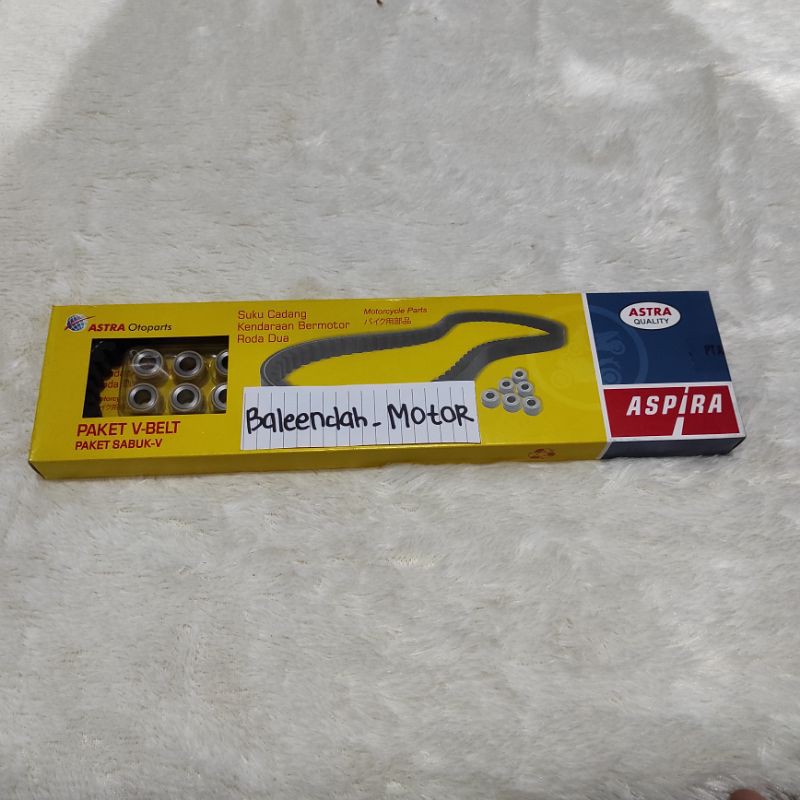 ASTRA Otoparts
Suku Cadang
Kendaraan Bermotor
Roda Dua
Motorcycle Parts
バイク用部品
ASTRA
QUALITY
PAKET V-BELT
PAKET SABUK-V
Baleendah_MOTOR
ASPIRA